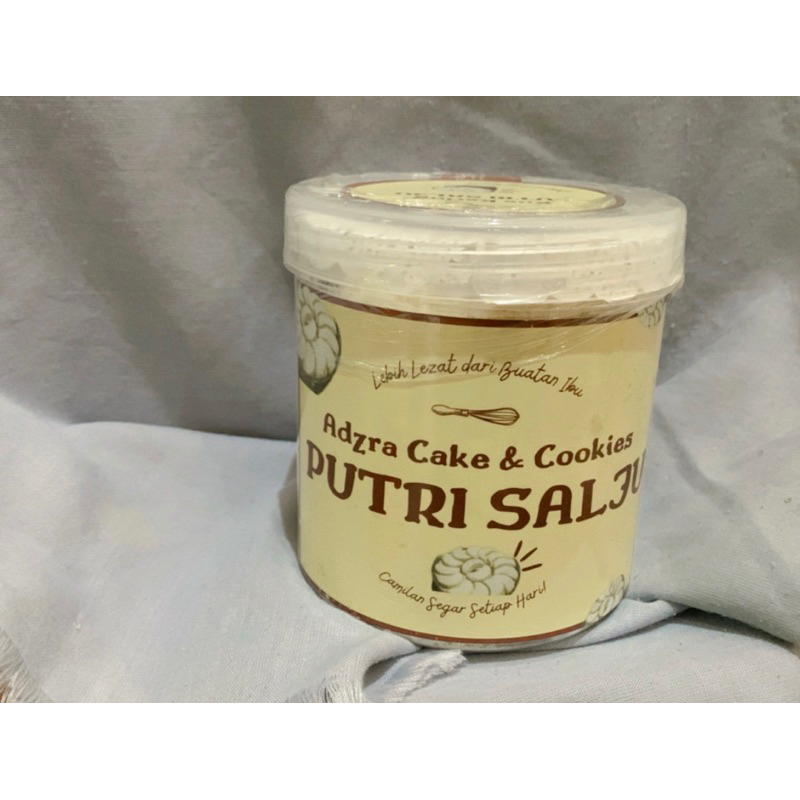 Lebih Lezat dari Buatan Ibu
Adzra Cake & Cookies
PUTRI SALJU
Camilan Segar Setiap Hari!